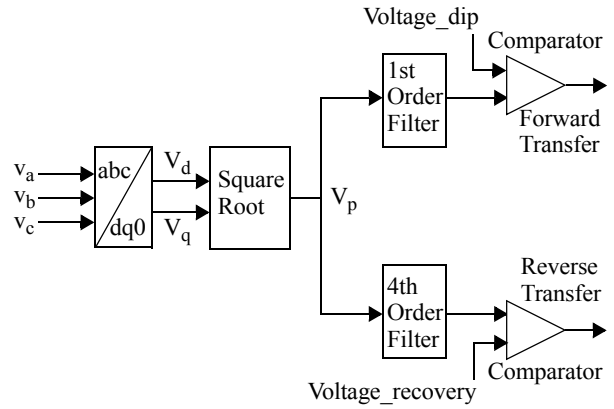 Voltage_dip
Comparator
1st
Order
Filter
Forward
Transfer
v_a
v_b
v_c
abc
dq0
V_d
V_q
Square
Root
V_p
4th
Order
Filter
Reverse
Transfer
Comparator
Voltage_recovery